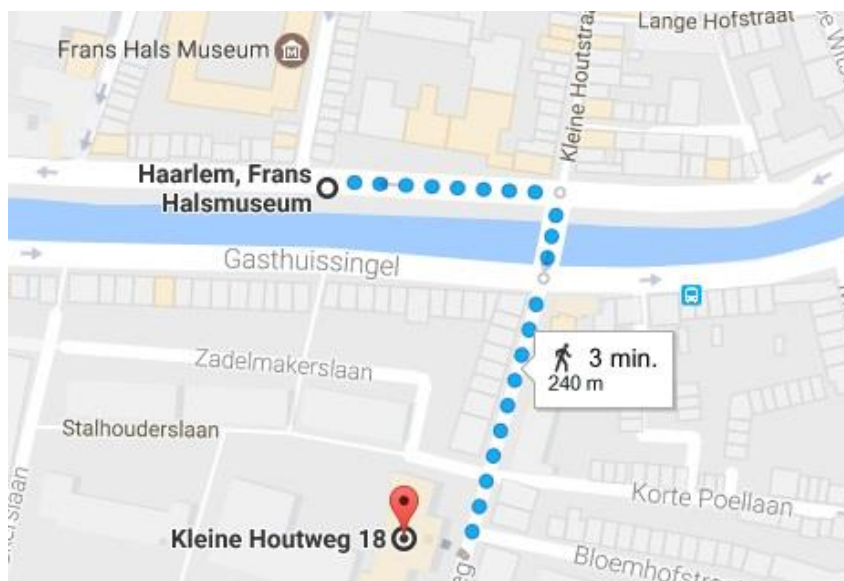 Lange Hofstraat
Frans Hals Museum
Kleine Houtstraat
Haarlem, Frans
Halsmuseum
Gasthuissingel
3 min.
240 m
Zadelmakerslaan
Stalhouderslaan
Korte Poellaan
Kleine Houtweg 18